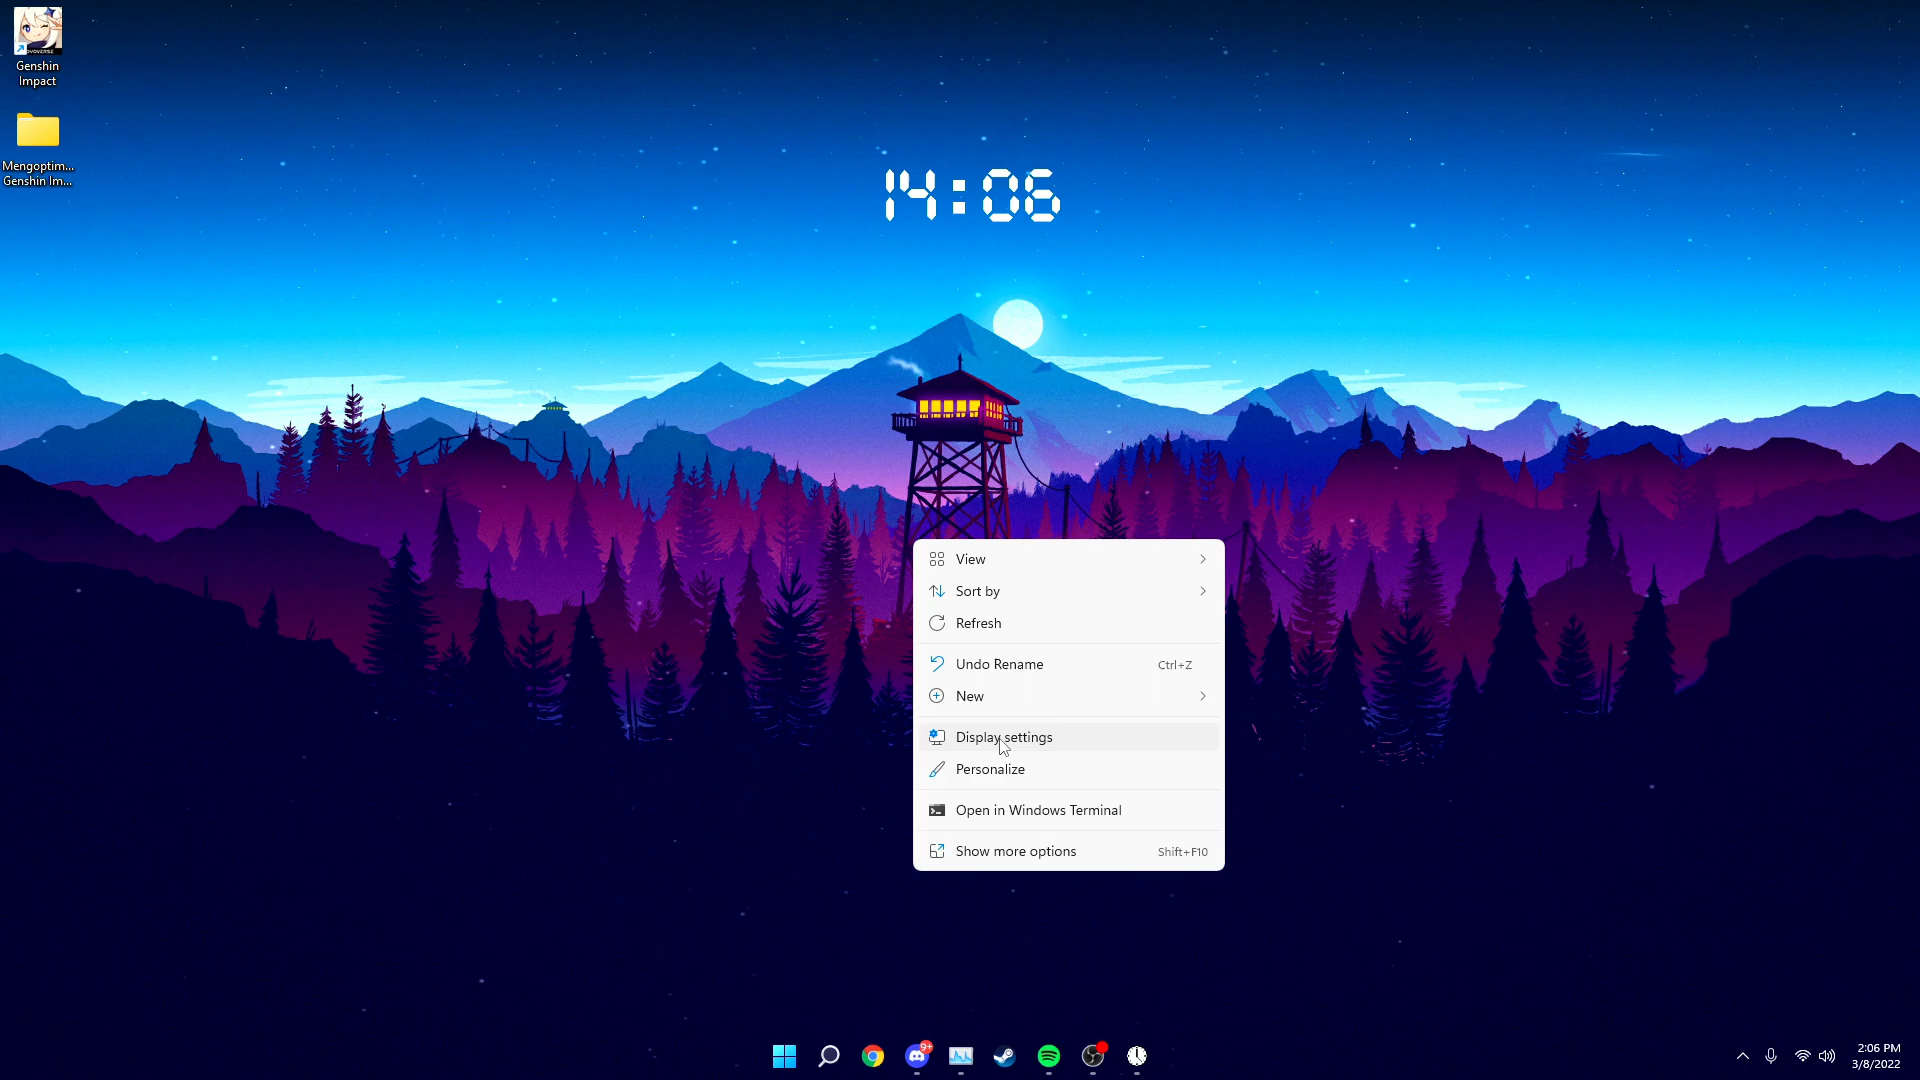 Genshin
Impact
Mengoptim...
Genshin Im...
14:06
View
Sort by
Refresh
Undo Rename Ctrl+Z
New
Display settings
Personalize
Open in Windows Terminal
Show more options Shift+F10
9+
2:06 PM
3/8/2022